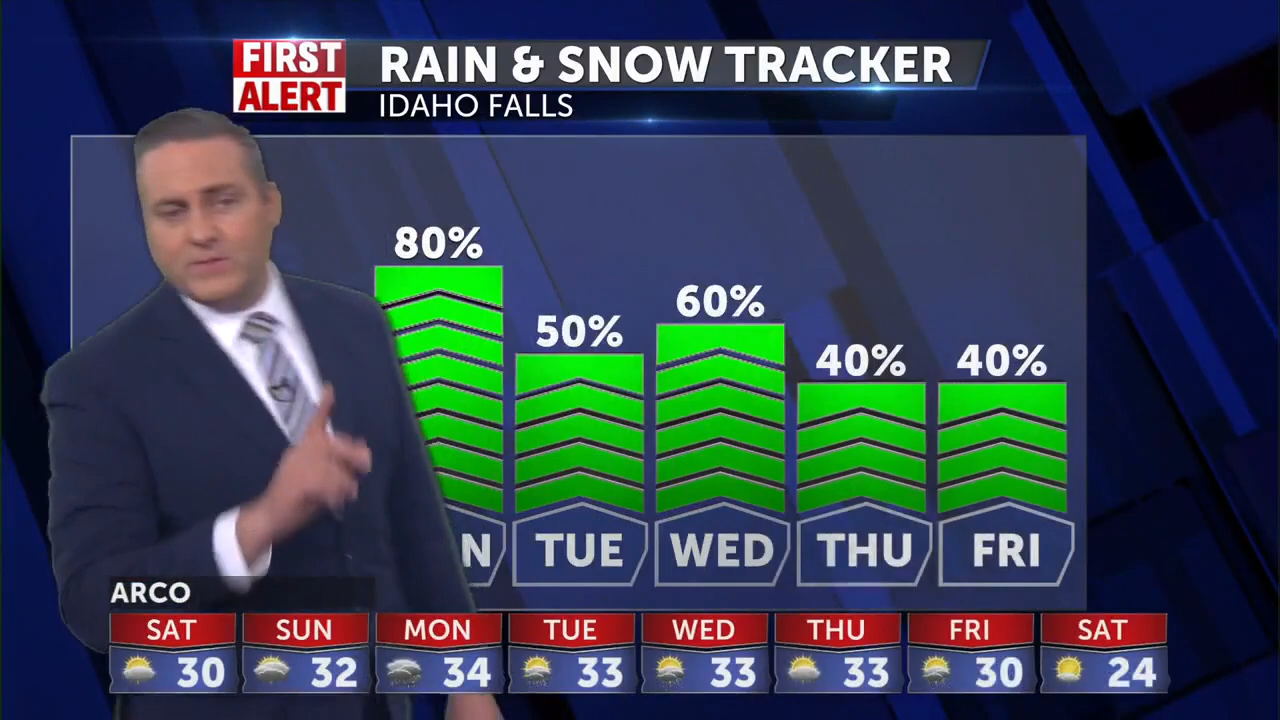 FIRST
ALERT
RAIN & SNOW TRACKER
IDAHO FALLS
80%
50%
60%
40%
40%
N
TUE
WED
THU
FRI
ARCO
SAT
SUN
MON
TUE
WED
THU
FRI
SAT
30
32
34
33
33
33
30
24